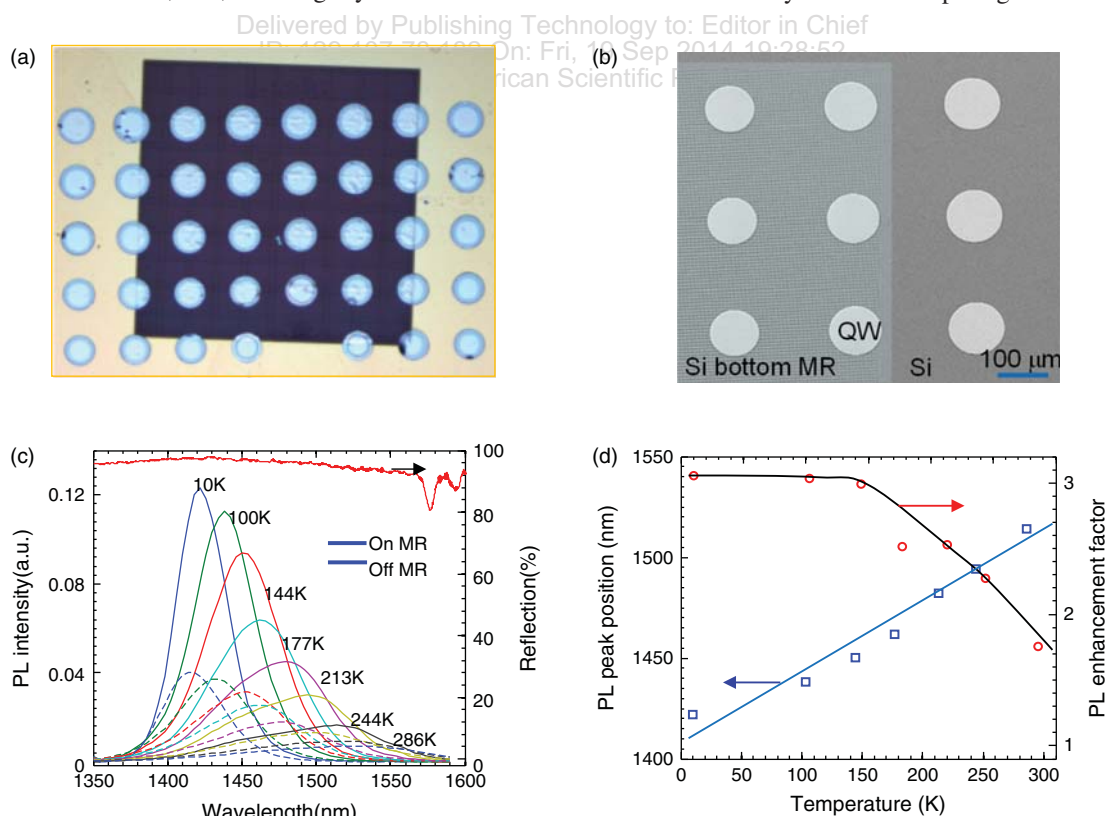 Delivered by Publishing Technology to: Editor in Chief
On: Fri, 19 Sep 2014 19:28:52
(a)
(b)
QW
Si bottom MR
Si
100 μm
(c)
PL intensity(a.u.)
0.12
0.08
0.04
0
10K
100K
144K
177K
213K
244K
286K
On MR
Off MR
100
80
60
40
20
0
Reflection(%)
1350 1400 1450 1500 1550 1600
Wavelength(nm)
(d)
PL peak position (nm)
1550
1500
1450
1400
3
2
1
PL enhancement factor
0 50 100 150 200 250 300
Temperature (K)